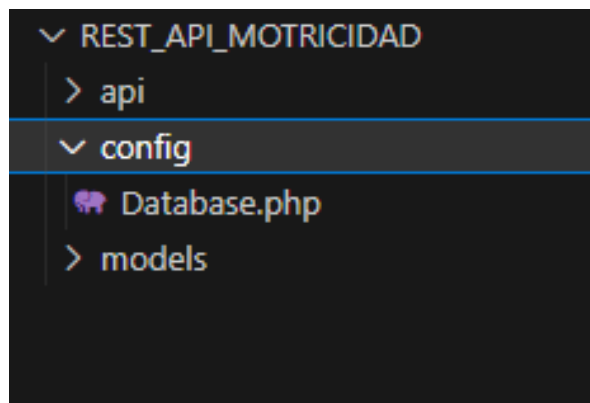 REST_API_MOTRICIDAD
api
config
Database.php
models